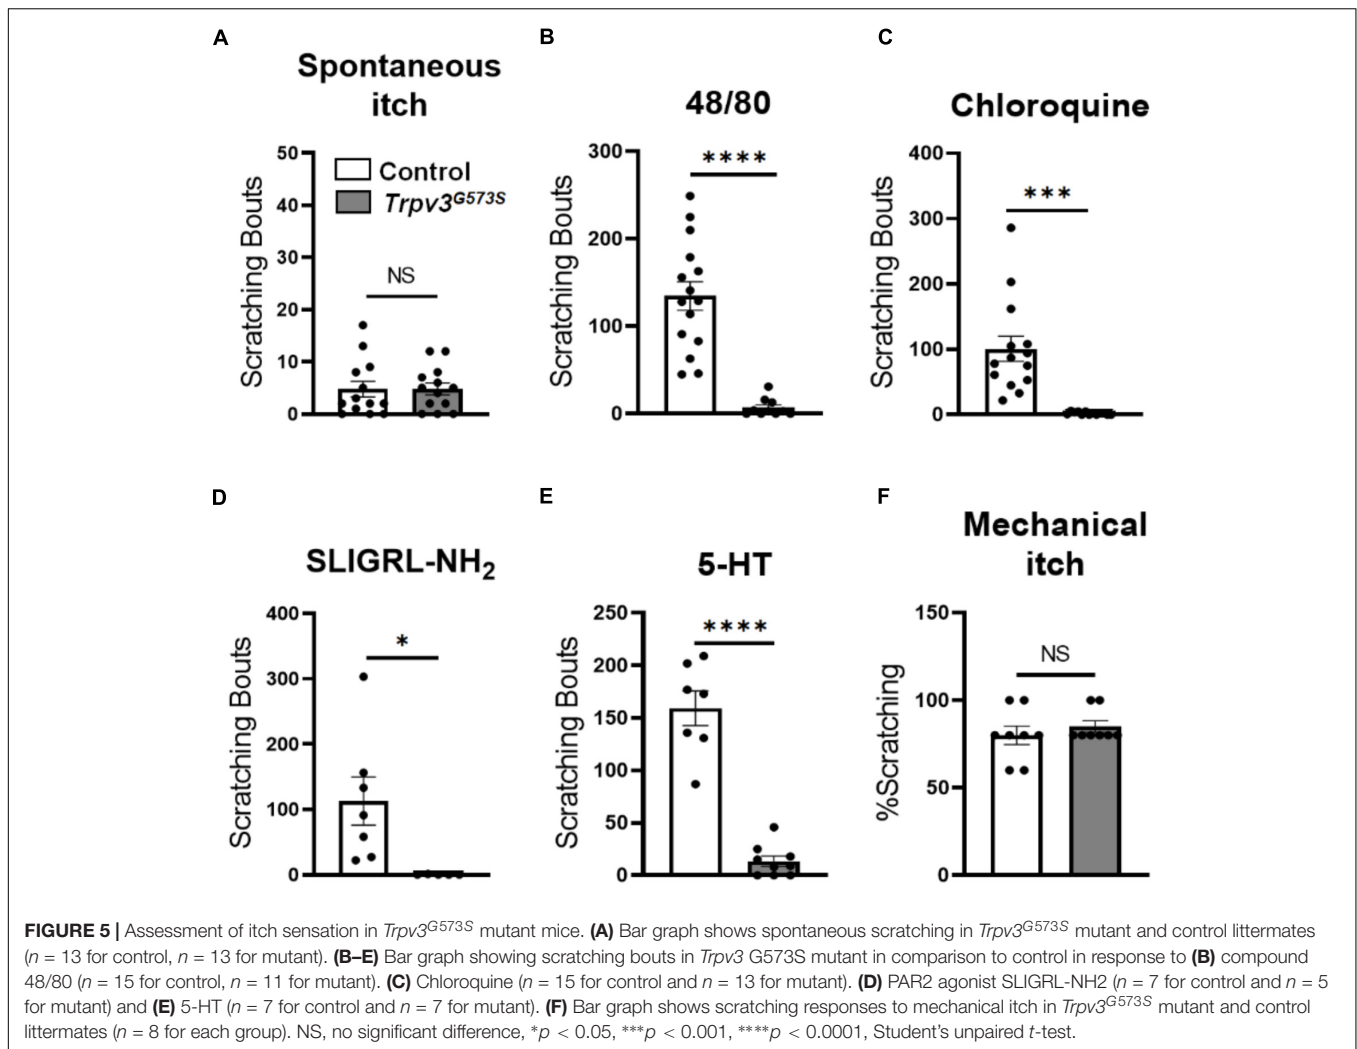 A
Spontaneous
itch
Scratching Bouts
50
40
30
20
10
0
Control
Trpv3G573S
NS
B
48/80
Scratching Bouts
300
200
100
0
****
C
Chloroquine
Scratching Bouts
400
300
200
100
0
***
D
SLIGRL-NH2
Scratching Bouts
400
300
200
100
0
*
E
5-HT
Scratching Bouts
250
200
150
100
50
0
****
F
Mechanical
itch
%Scratching
150
100
50
0
NS
FIGURE 5 | Assessment of itch sensation in Trpv3G573S mutant mice. (A) Bar graph shows spontaneous scratching in Trpv3G573S mutant and control littermates
(n = 13 for control, n = 13 for mutant). (B–E) Bar graph showing scratching bouts in Trpv3 G573S mutant in comparison to control in response to (B) compound
48/80 (n = 15 for control, n = 11 for mutant). (C) Chloroquine (n = 15 for control and n = 13 for mutant). (D) PAR2 agonist SLIGRL-NH2 (n = 7 for control and n = 5
for mutant) and (E) 5-HT (n = 7 for control and n = 7 for mutant). (F) Bar graph shows scratching responses to mechanical itch in Trpv3G573S mutant and control
littermates (n = 8 for each group). NS, no significant difference, *p < 0.05, ***p < 0.001, ****p < 0.0001, Student's unpaired t-test.